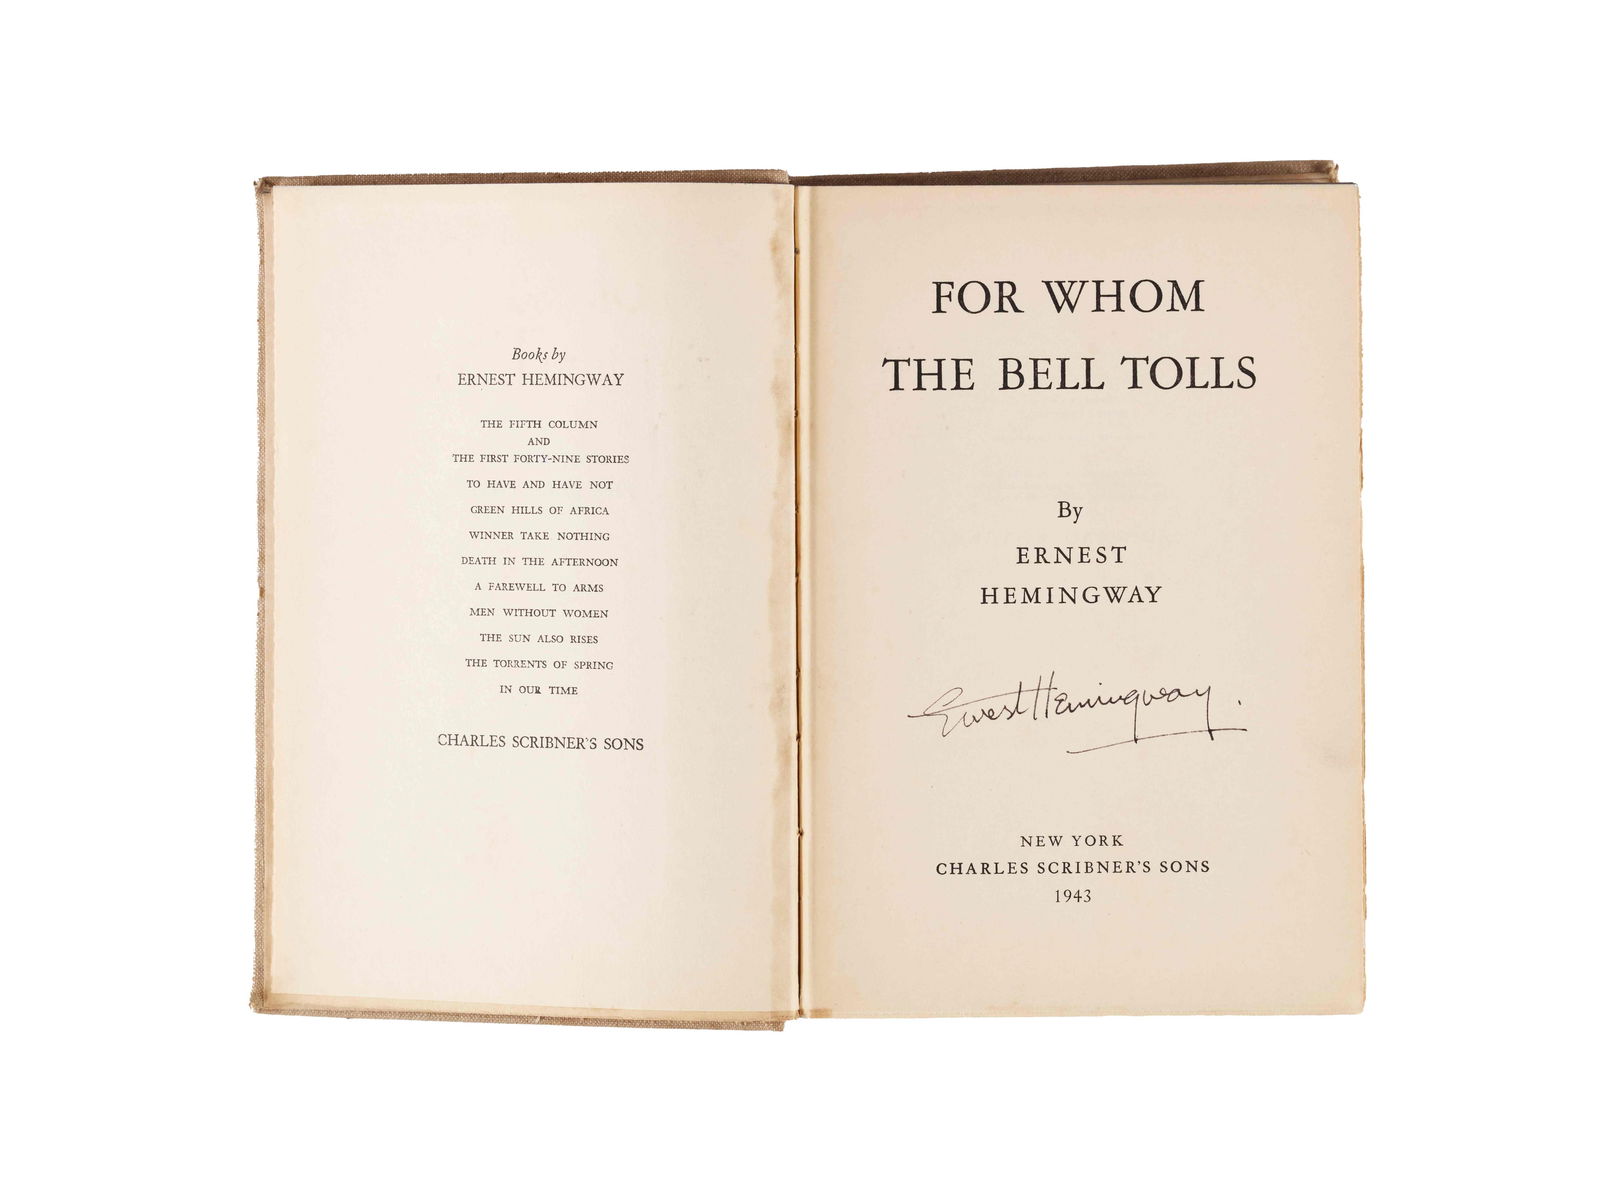 Books by
ERNEST HEMINGWAY
THE FIFTH COLUMN
AND
THE FIRST FORTY-NINE STORIES
TO HAVE AND HAVE NOT
GREEN HILLS OF AFRICA
WINNER TAKE NOTHING
DEATH IN THE AFTERNOON
A FAREWELL TO ARMS
MEN WITHOUT WOMEN
THE SUN ALSO RISES
THE TORRENTS OF SPRING
IN OUR TIME
CHARLES SCRIBNER'S SONS
FOR WHOM
THE BELL TOLLS
By
ERNEST
HEMINGWAY
Ernest Hemingway.
NEW YORK
CHARLES SCRIBNER'S SONS
1943